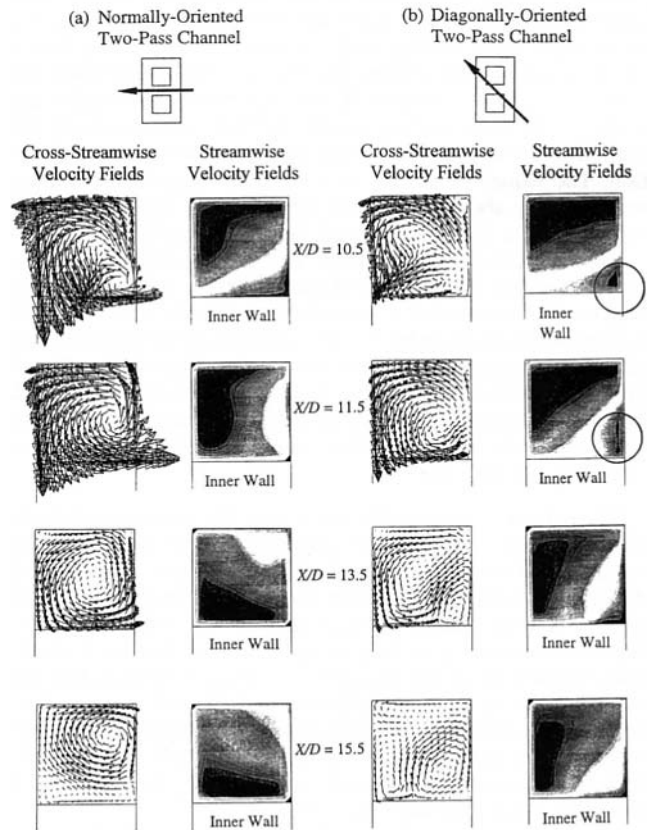 (a) Normally-Oriented
Two-Pass Channel
(b) Diagonally-Oriented
Two-Pass Channel
Cross-Streamwise
Velocity Fields
Streamwise
Velocity Fields
Cross-Streamwise
Velocity Fields
Streamwise
Velocity Fields
X/D = 10.5
Inner Wall
Inner
Wall
X/D = 11.5
Inner Wall
Inner Wall
X/D = 13.5
Inner Wall
Inner Wall
X/D = 15.5
Inner Wall
Inner Wall